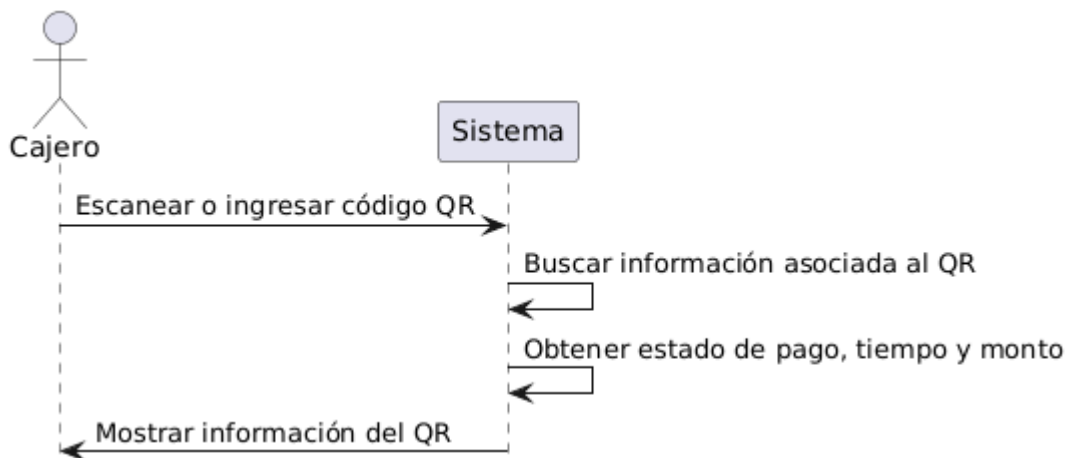 Cajero
Sistema
Escanear o ingresar código QR
Buscar información asociada al QR
Obtener estado de pago, tiempo y monto
Mostrar información del QR